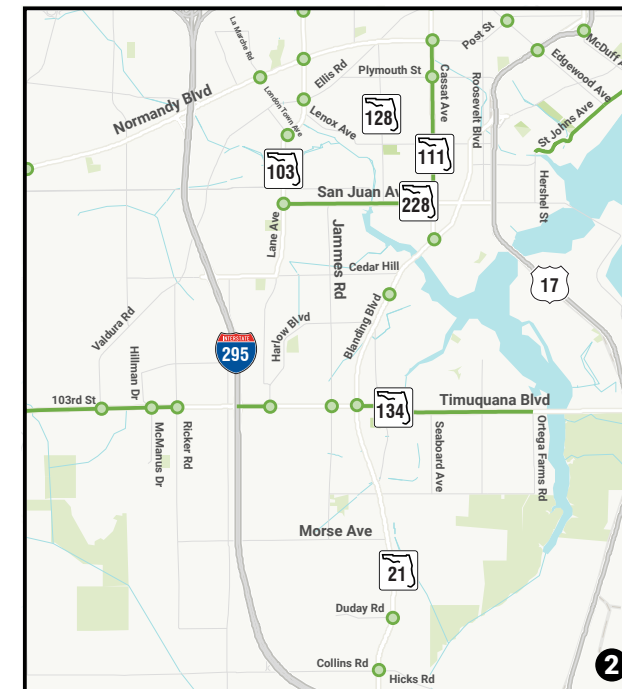 La Marche Rd
Post St
McDuff A
Ellis Rd
Plymouth St
Edgewood Ave
Normandy Blvd
London Town Ave
Lenox Ave
128
Cassat Ave
Roosevelt Blvd
St Johns Ave
103
111
San Juan Av
228
Hershel St
Lane Ave
Jammes Rd
Cedar Hill
17
Valdura Rd
Harlow Blvd
Blanding Blvd
INTERSTATE
295
Hillman Dr
103rd St
134
Timuquana Blvd
McManus Dr
Ricker Rd
Seaboard Ave
Ortega Farms Rd
Morse Ave
21
Duday Rd
Collins Rd
Hicks Rd
2